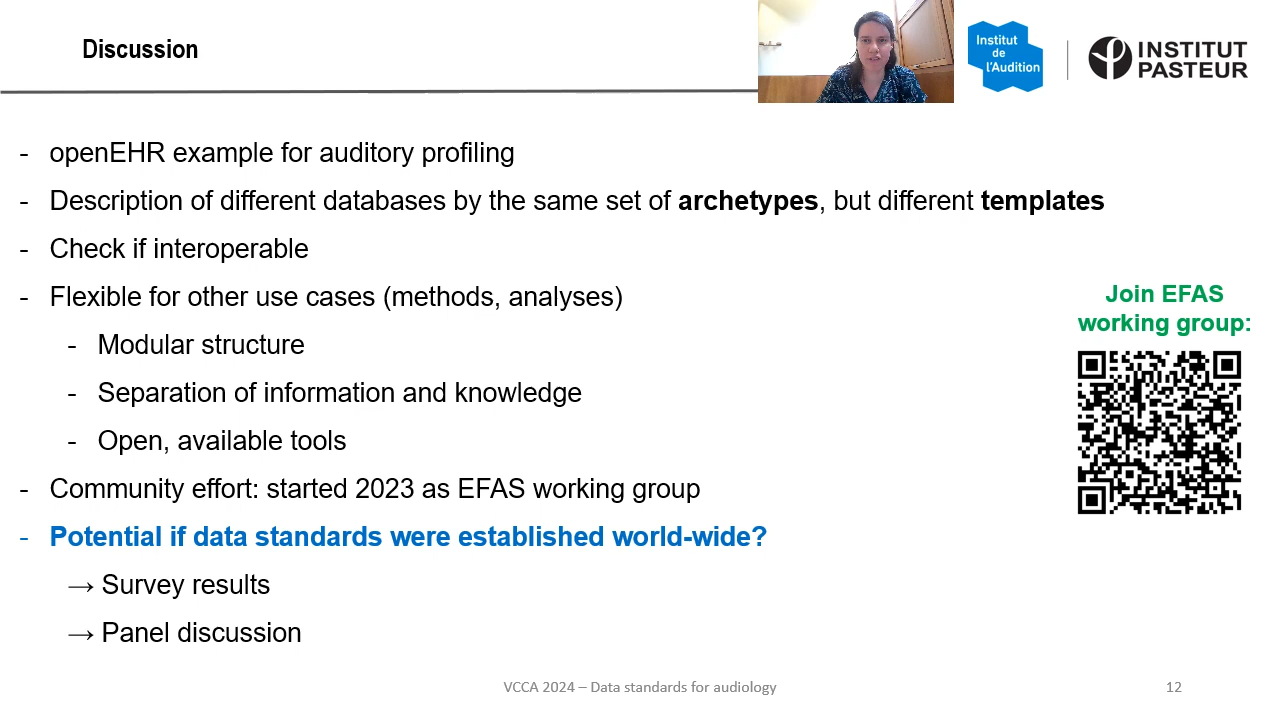 Discussion
Institut
de
l'Audition
INSTITUT
PASTEUR
- openEHR example for auditory profiling
- Description of different databases by the same set of archetypes, but different templates
- Check if interoperable
- Flexible for other use cases (methods, analyses)
- Modular structure
- Separation of information and knowledge
- Open, available tools
- Community effort: started 2023 as EFAS working group
- Potential if data standards were established world-wide?
→ Survey results
→ Panel discussion
Join EFAS
working group:
VCCA 2024 – Data standards for audiology
12